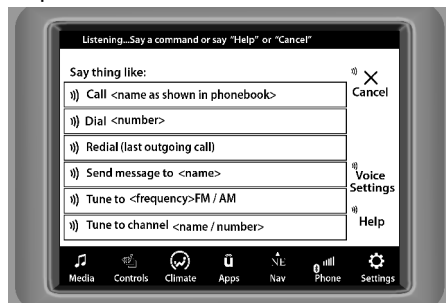 Listening...Say a command or say “Help” or “Cancel”
Say thing like:
Cancel
Call <name as shown in phonebook>
Dial <number>
Redial (last outgoing call)
Send message to <name>
Voice
Settings
Tune to <frequency>FM / AM
Help
Tune to channel <name / number>
NE
Media Controls Climate Apps Nav Phone Settings